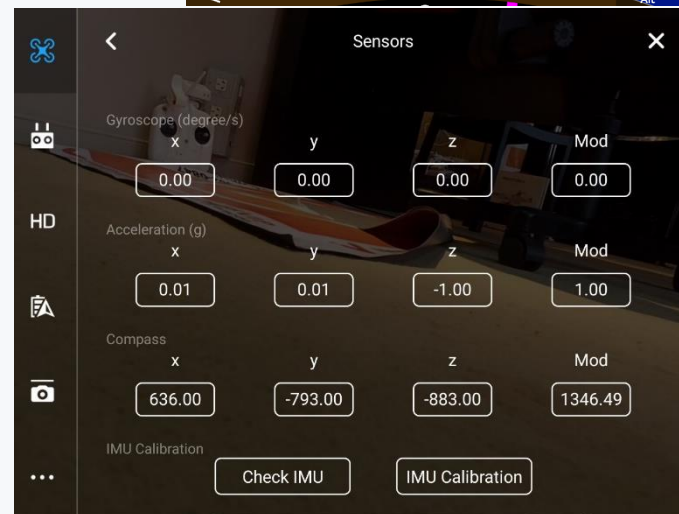 Alt
Sensors
Gyroscope (degree/s)
x y z Mod
0.00 0.00 0.00 0.00
HD
Acceleration (g)
x y z Mod
0.01 0.01 -1.00 1.00
Compass
x y z Mod
636.00 -793.00 -883.00 1346.49
IMU Calibration
Check IMU IMU Calibration